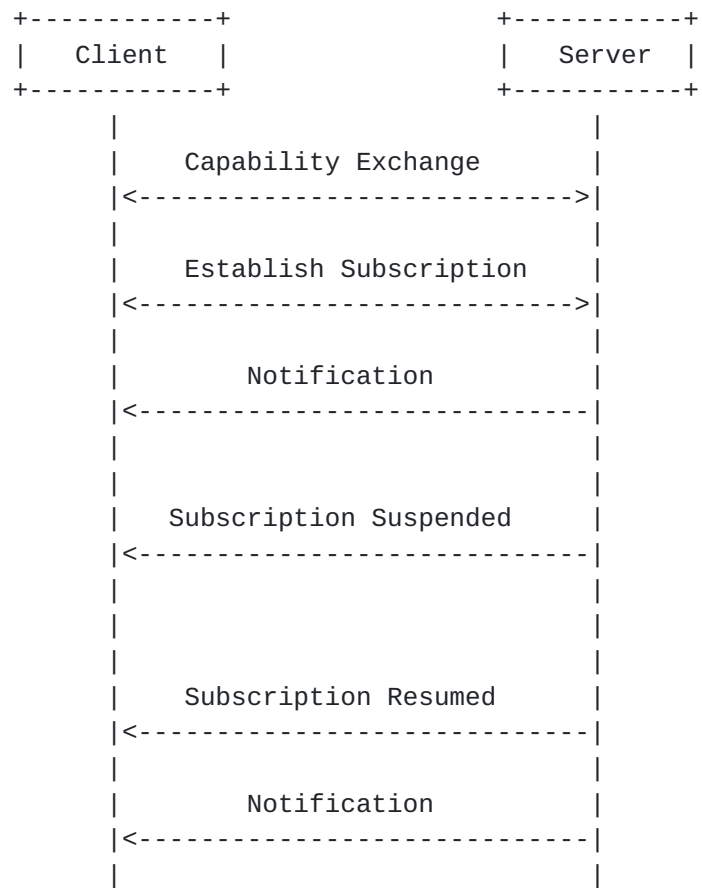 +------------+                 +-----------+
|   Client   |                 |   Server  |
+------------+                 +-----------+
      |                              |
      |    Capability Exchange       |
      |<---------------------------->|
      |                              |
      |    Establish Subscription    |
      |<---------------------------->|
      |                              |
      |        Notification          |
      |<-----------------------------|
      |                              |
      |                              |
      |   Subscription Suspended     |
      |<-----------------------------|
      |                              |
      |                              |
      |                              |
      |    Subscription Resumed      |
      |<-----------------------------|
      |                              |
      |        Notification          |
      |<-----------------------------|
      |                              |